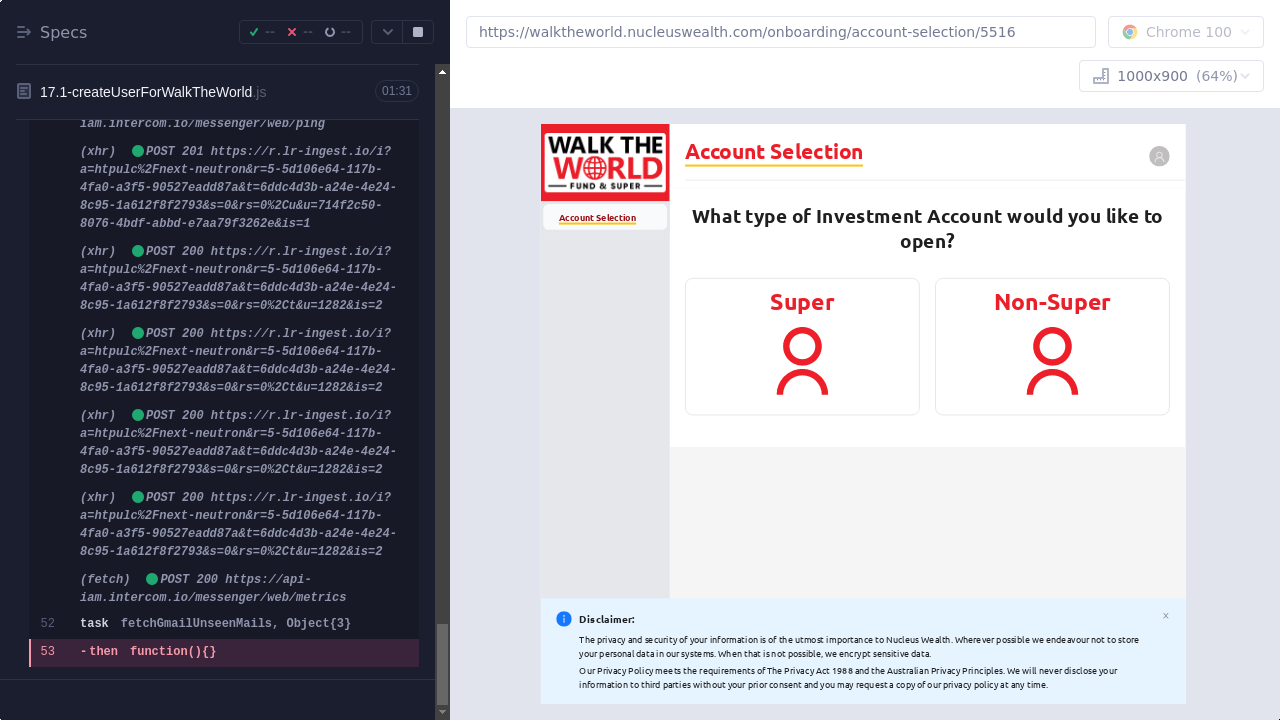 Specs
--
--
--
17.1-createUserForWalkTheWorld.js
01:31
iam.intercom.io/messenger/web/ping
(xhr) POST 201 https://r.lr-ingest.io/i?
a=htpulc%2Fnext-neutron&r=5-5d106e64-117b-
4fa0-a3f5-90527eadd87a&t=6ddc4d3b-a24e-4e24-
8c95-1a612f8f2793&s=0&rs=0%2Cu&u=714f2c50-
8076-4bdf-abbd-e7aa79f3262e&is=1
(xhr) POST 200 https://r.lr-ingest.io/i?
a=htpulc%2Fnext-neutron&r=5-5d106e64-117b-
4fa0-a3f5-90527eadd87a&t=6ddc4d3b-a24e-4e24-
8c95-1a612f8f2793&s=0&rs=0%2Ct&u=1282&is=2
(xhr) POST 200 https://r.lr-ingest.io/i?
a=htpulc%2Fnext-neutron&r=5-5d106e64-117b-
4fa0-a3f5-90527eadd87a&t=6ddc4d3b-a24e-4e24-
8c95-1a612f8f2793&s=0&rs=0%2Ct&u=1282&is=2
(xhr) POST 200 https://r.lr-ingest.io/i?
a=htpulc%2Fnext-neutron&r=5-5d106e64-117b-
4fa0-a3f5-90527eadd87a&t=6ddc4d3b-a24e-4e24-
8c95-1a612f8f2793&s=0&rs=0%2Ct&u=1282&is=2
(xhr) POST 200 https://r.lr-ingest.io/i?
a=htpulc%2Fnext-neutron&r=5-5d106e64-117b-
4fa0-a3f5-90527eadd87a&t=6ddc4d3b-a24e-4e24-
8c95-1a612f8f2793&s=0&rs=0%2Ct&u=1282&is=2
(fetch) POST 200 https://api-
iam.intercom.io/messenger/web/metrics
52 task fetchGmailUnseenMails, Object{3}
53 -then function(){}
https://walktheworld.nucleuswealth.com/onboarding/account-selection/5516
Chrome 100
1000x900 (64%)
WALK THE
WORLD
FUND & SUPER
Account Selection
Account Selection
What type of Investment Account would you like to
open?
Super
Non-Super
Disclaimer:
The privacy and security of your information is of the utmost importance to Nucleus Wealth. Wherever possible we endeavour not to store
your personal data in our systems. When that is not possible, we encrypt sensitive data.
Our Privacy Policy meets the requirements of The Privacy Act 1988 and the Australian Privacy Principles. We will never disclose your
information to third parties without your prior consent and you may request a copy of our privacy policy at any time.